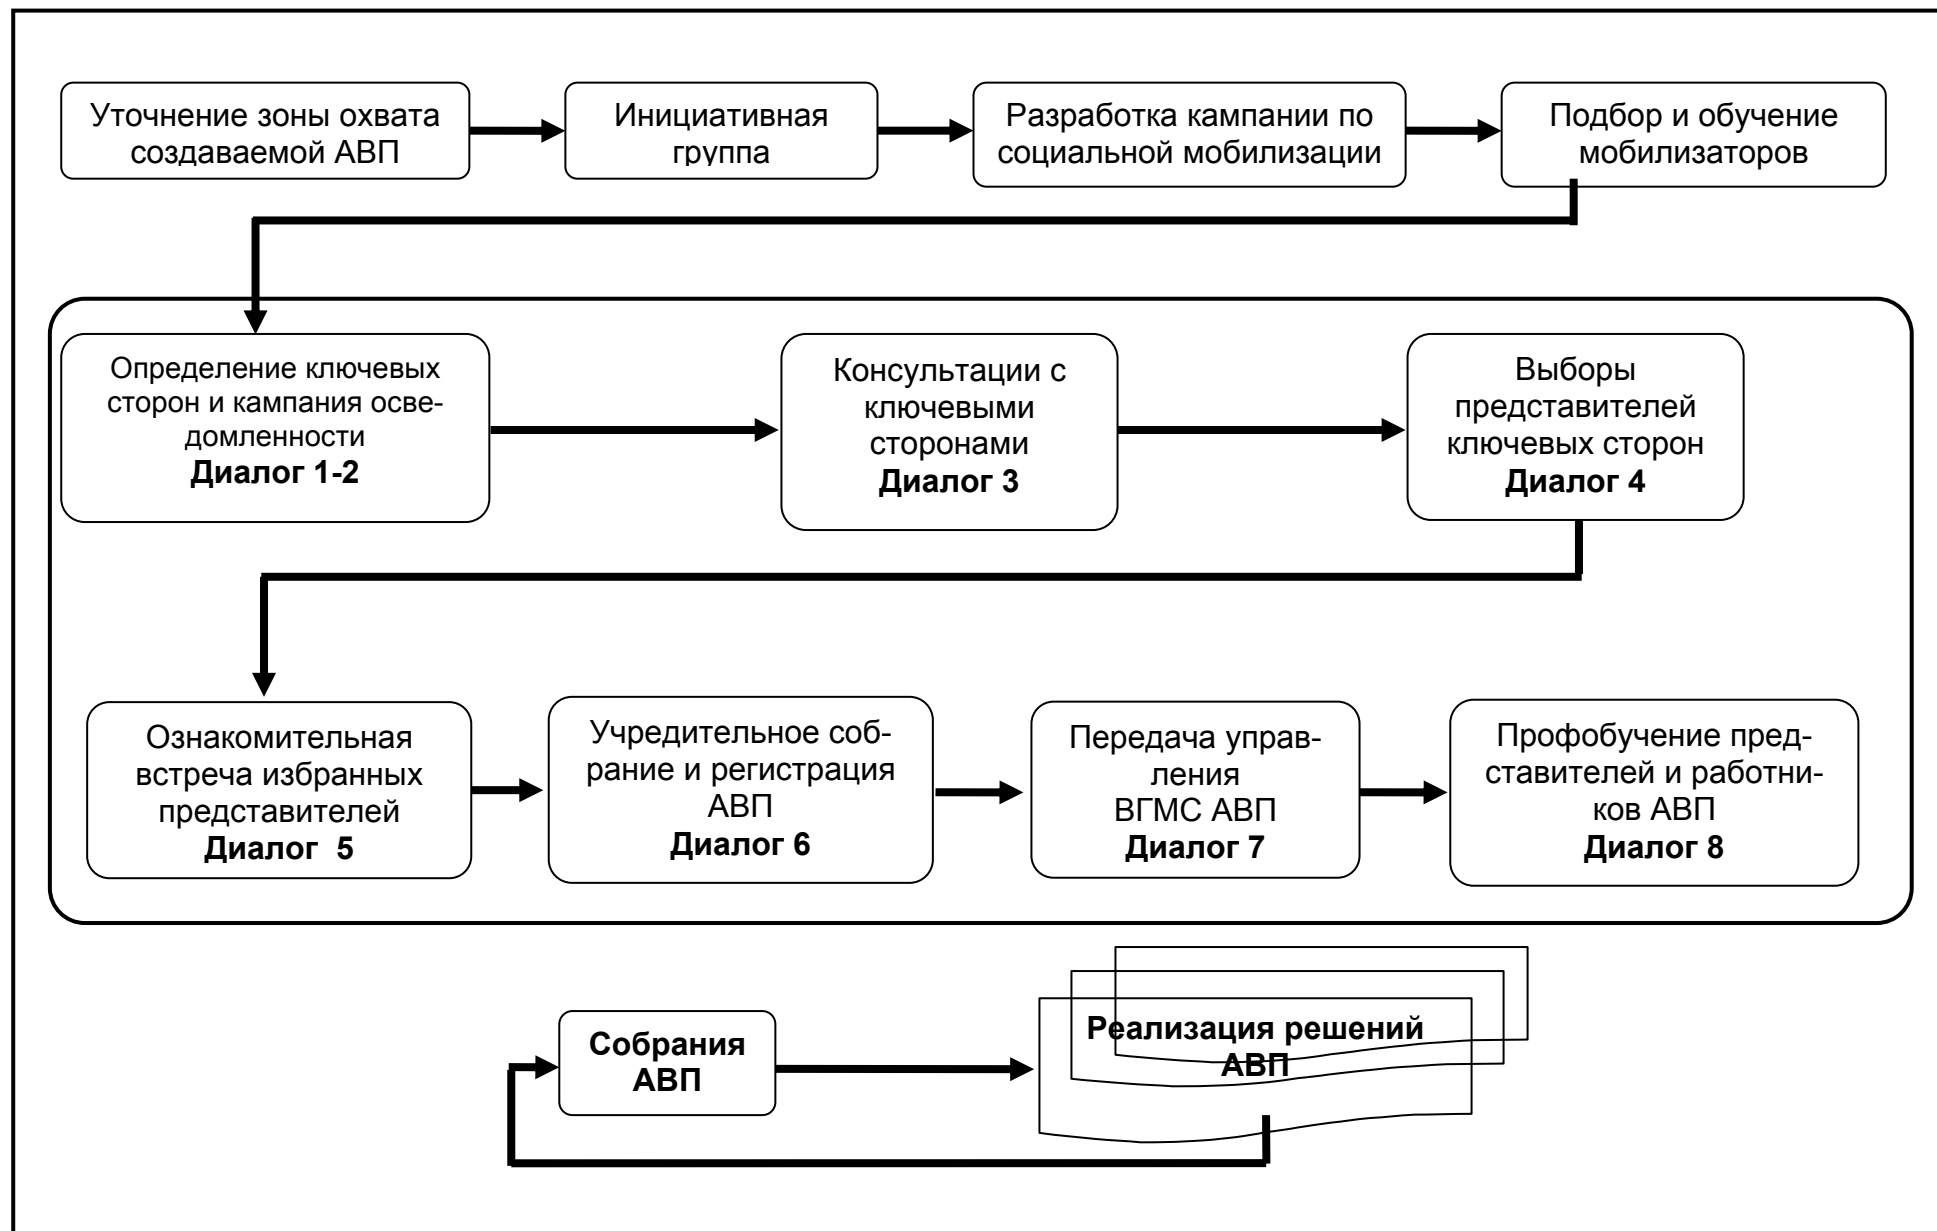 Уточнение зоны охвата
создаваемой АВП
Инициативная
группа
Разработка кампании по
социальной мобилизации
Подбор и обучение
мобилизаторов
Определение ключевых
сторон и кампания осве-
домленности
Диалог 1-2
Консультации с
ключевыми
сторонами
Диалог 3
Выборы
представителей
ключевых сторон
Диалог 4
Ознакомительная
встреча избранных
представителей
Диалог 5
Учредительное соб-
рание и регистрация
АВП
Диалог 6
Передача управ-
ления
ВГМС АВП
Диалог 7
Профобучение пред-
ставителей и работни-
ков АВП
Диалог 8
Собрания
АВП
Реализация решений
АВП